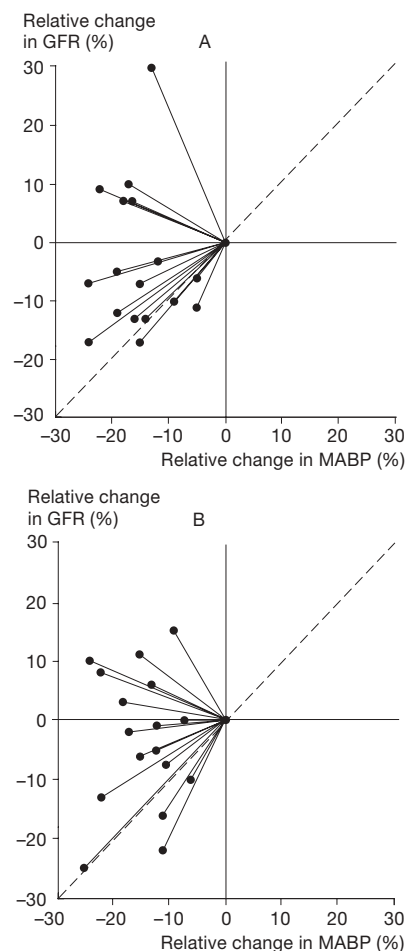 Relative change
in GFR (%)
A
30
20
10
0
–10
–20
–30
–30 –20 –10 0 10 20 30
Relative change in MABP (%)
Relative change
in GFR (%)
B
30
20
10
0
–10
–20
–30
–30 –20 –10 0 10 20 30
Relative change in MABP (%)